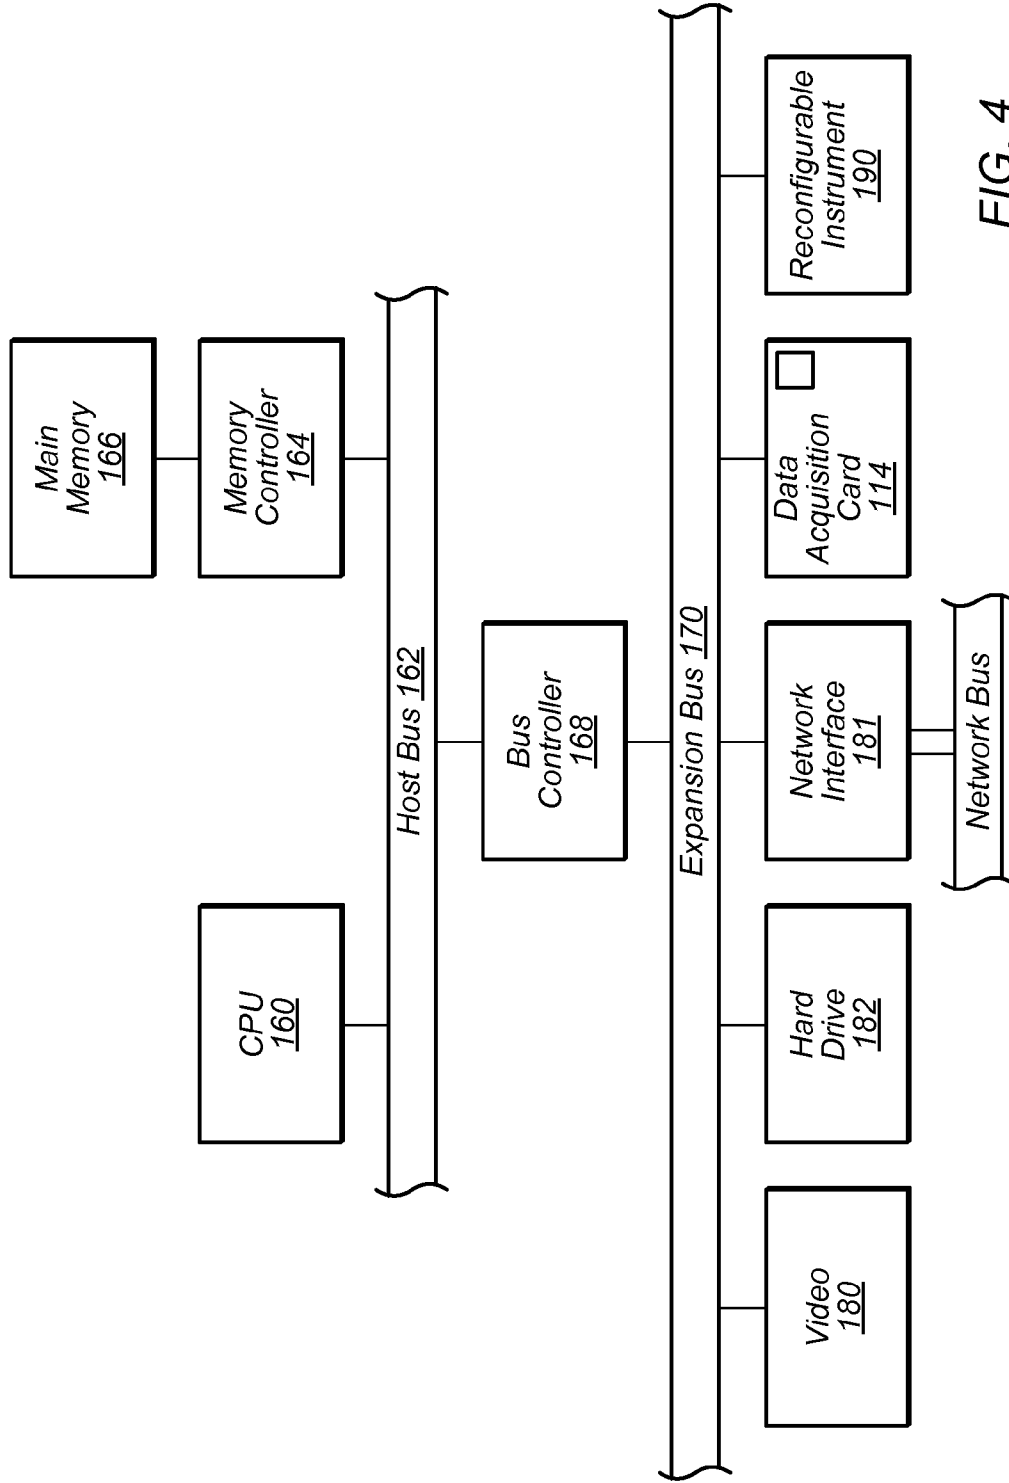 Main
Memory
166
CPU
160
Memory
Controller
164
Host Bus 162
Bus
Controller
168
Expansion Bus 170
Video
180
Hard
Drive
182
Network
Interface
181
Data
Acquisition
Card
114
Reconfigurable
Instrument
190
Network Bus
FIG. 4